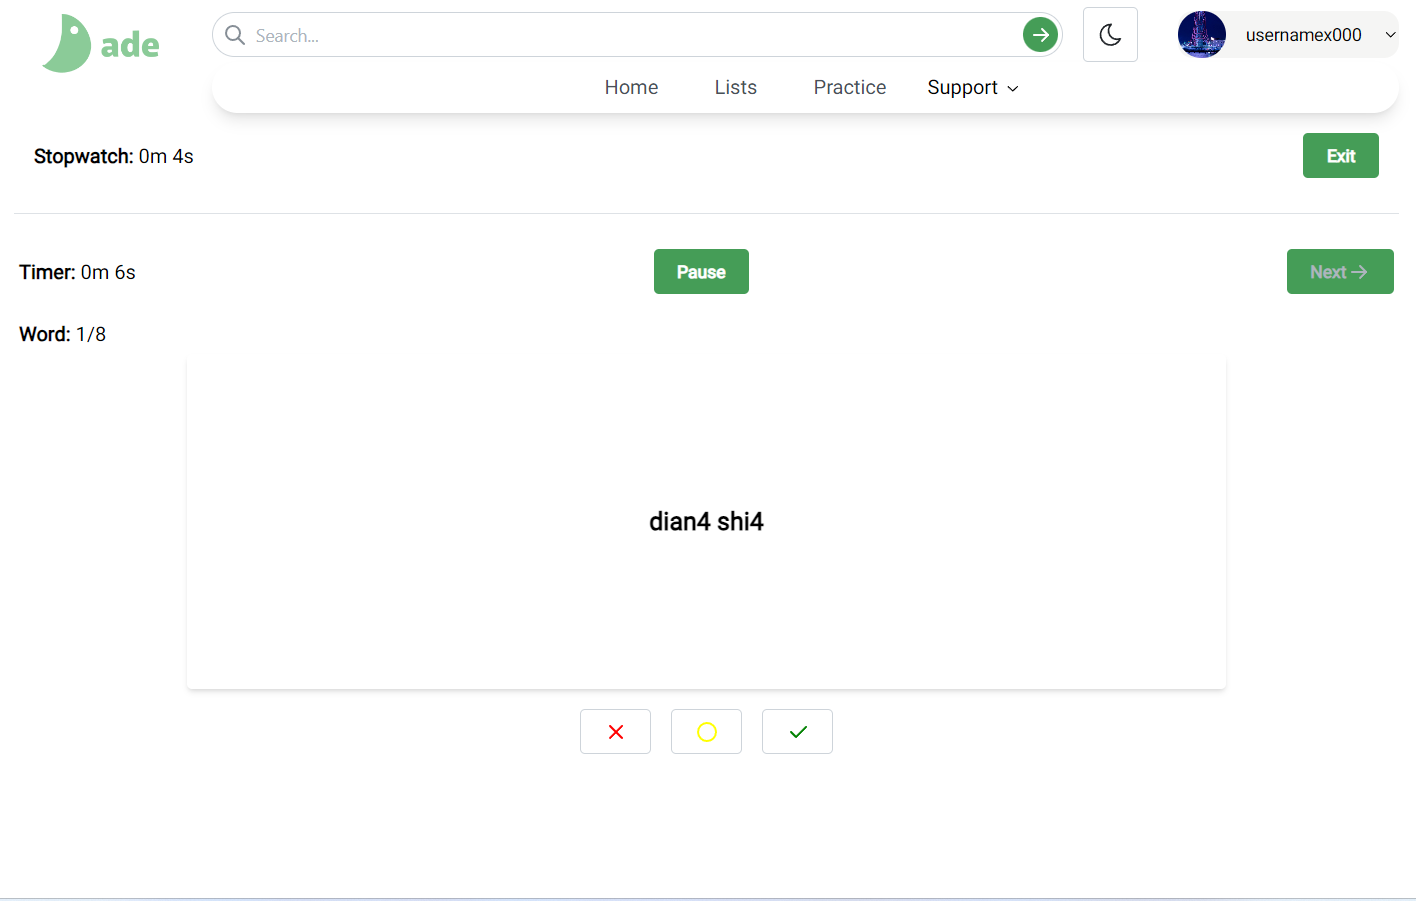 ade
Search...
usernamex000
Home Lists Practice Support
Stopwatch: 0m 4s
Exit
Timer: 0m 6s
Pause
Next
Word: 1/8
dian4 shi4